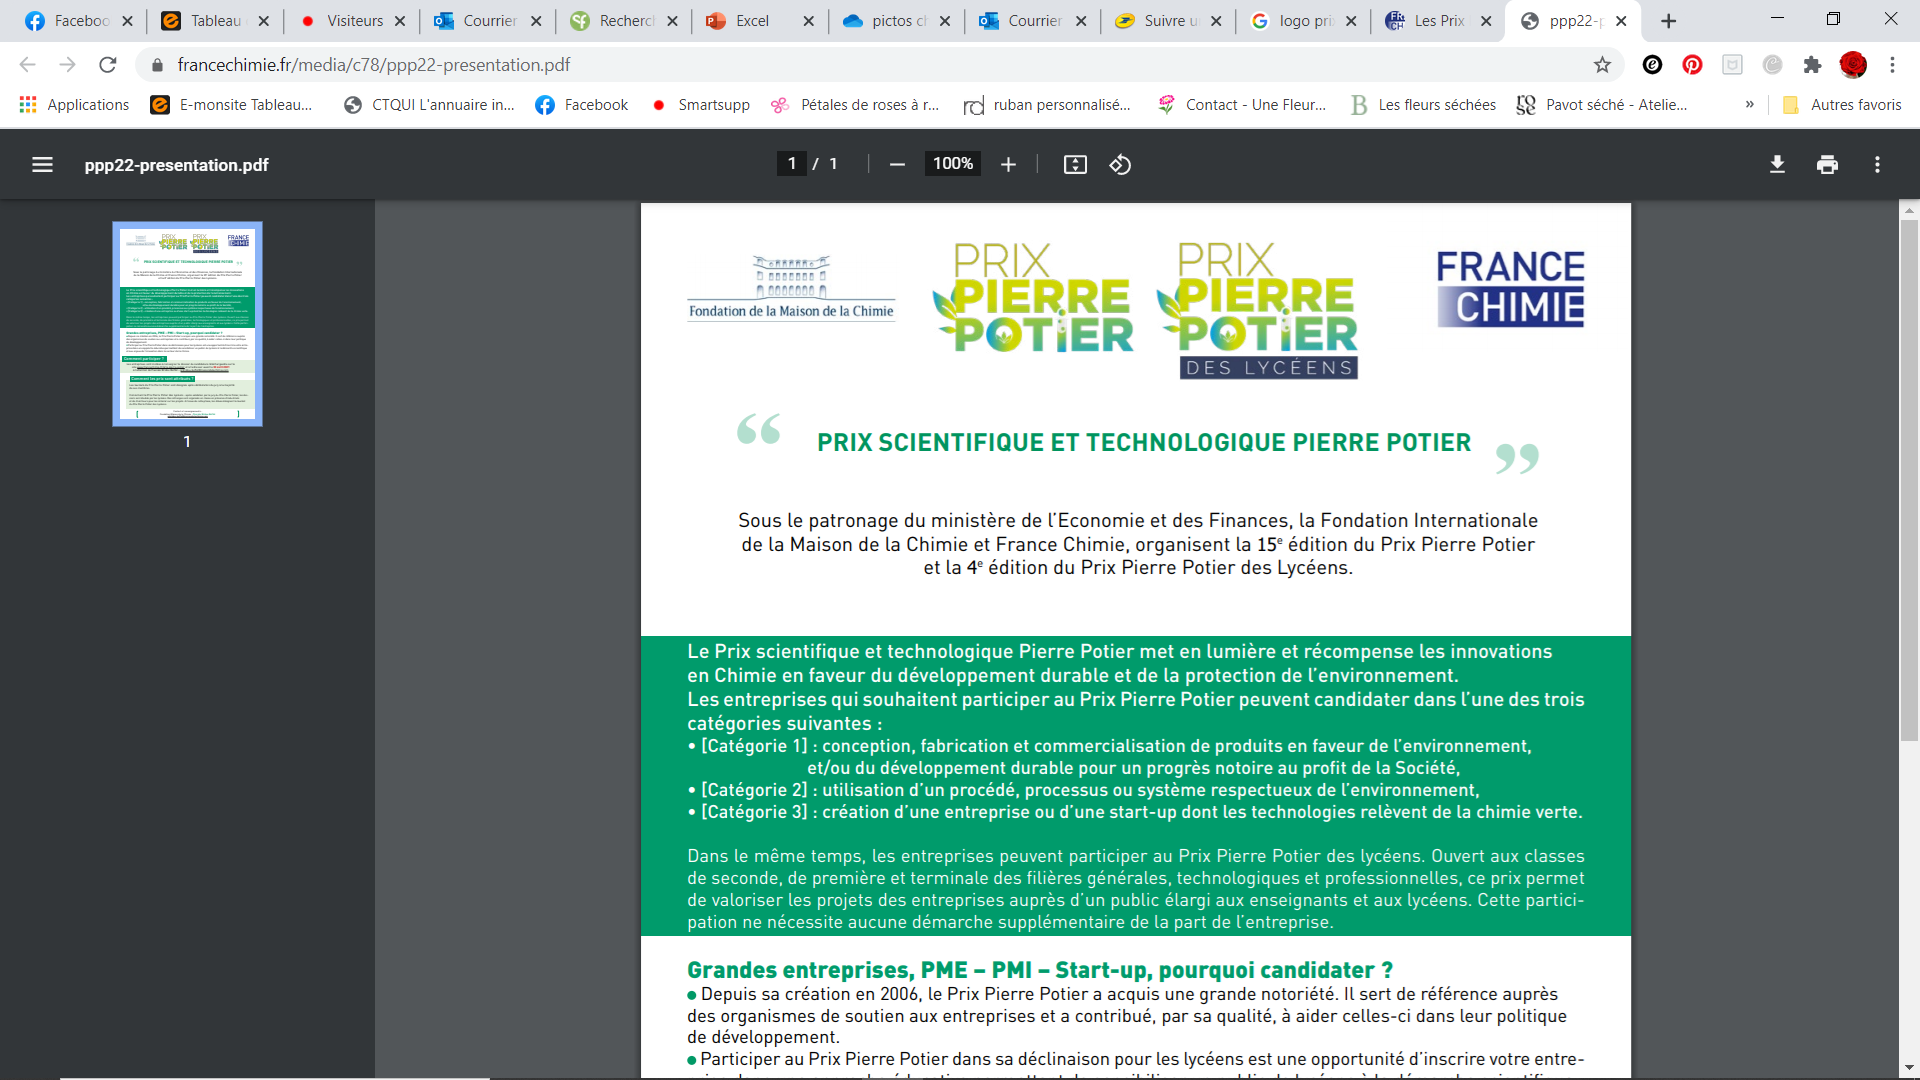 Faceboo
Tableau
Visiteurs
Courrier
Recherc
Excel
pictos ch
Courrier
Suivre u
logo prix
Les Prix
ppp22-p
francechimie.fr/media/c78/ppp22-presentation.pdf
Applications
E-monsite Tableau...
CTQUI L'annuaire in...
Facebook
Smartsupp
Pétales de roses à r...
ruban personnalisé...
Contact - Une Fleur...
Les fleurs séchées
Pavot séché - Atelie...
»
Autres favoris
ppp22-presentation.pdf
1 / 1
100%
1
Fondation de la Maison de la Chimie
PRIX
PIERRE
POTIER
PRIX
PIERRE
POTIER
DES LYCÉENS
FRANCE
CHIMIE
“ PRIX SCIENTIFIQUE ET TECHNOLOGIQUE PIERRE POTIER ”
Sous le patronage du ministère de l’Economie et des Finances, la Fondation Internationale
de la Maison de la Chimie et France Chimie, organisent la 15e édition du Prix Pierre Potier
et la 4e édition du Prix Pierre Potier des Lycéens.
Le Prix scientifique et technologique Pierre Potier met en lumière et récompense les innovations
en Chimie en faveur du développement durable et de la protection de l’environnement.
Les entreprises qui souhaitent participer au Prix Pierre Potier peuvent candidater dans l’une des trois
catégories suivantes :
• [Catégorie 1] : conception, fabrication et commercialisation de produits en faveur de l’environnement,
et/ou du développement durable pour un progrès notoire au profit de la Société,
• [Catégorie 2] : utilisation d’un procédé, processus ou système respectueux de l’environnement,
• [Catégorie 3] : création d’une entreprise ou d’une start-up dont les technologies relèvent de la chimie verte.
Dans le même temps, les entreprises peuvent participer au Prix Pierre Potier des lycéens. Ouvert aux classes
de seconde, de première et terminale des filières générales, technologiques et professionnelles, ce prix permet
de valoriser les projets des entreprises auprès d’un public élargi aux enseignants et aux lycéens. Cette partici-
pation ne nécessite aucune démarche supplémentaire de la part de l’entreprise.
Grandes entreprises, PME – PMI – Start-up, pourquoi candidater ?
● Depuis sa création en 2006, le Prix Pierre Potier a acquis une grande notoriété. Il sert de référence auprès
des organismes de soutien aux entreprises et a contribué, par sa qualité, à aider celles-ci dans leur politique
de développement.
● Participer au Prix Pierre Potier dans sa déclinaison pour les lycéens est une opportunité d’inscrire votre entre-